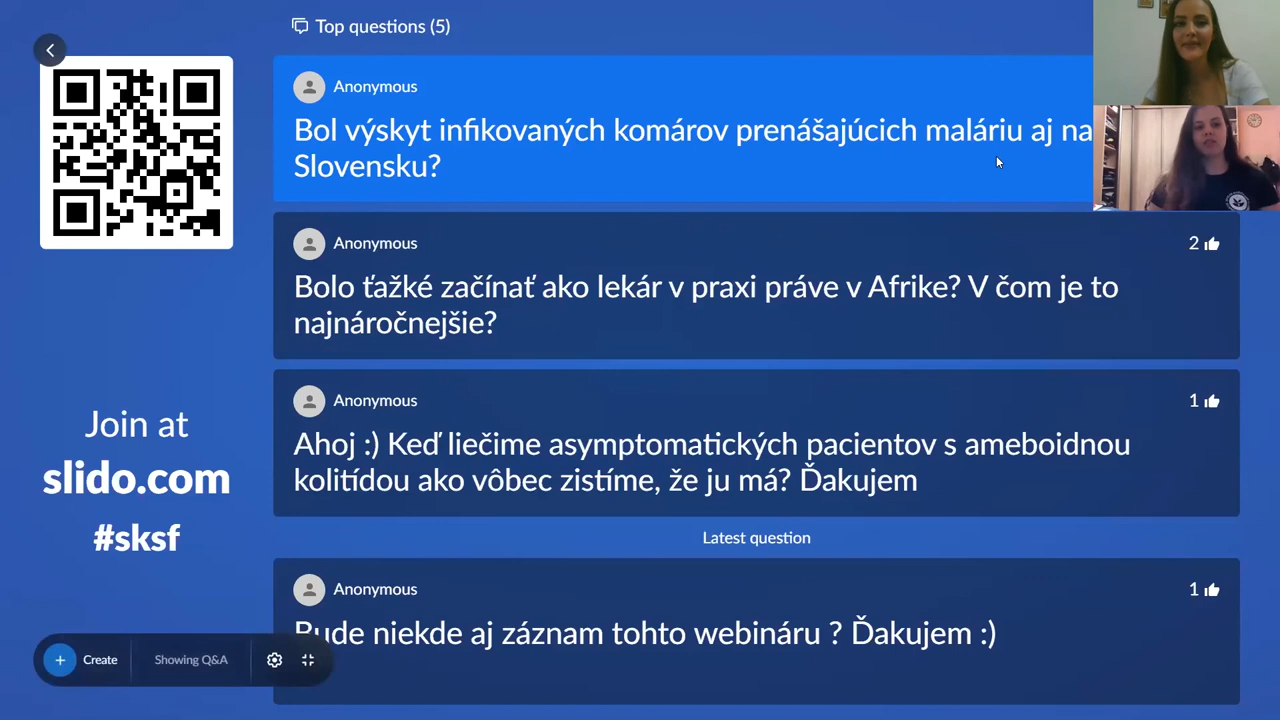 Top questions (5)
Anonymous
Bol výskyt infikovaných komárov prenášajúcich maláriu aj na
Slovensku?
Anonymous
2
Bolo ťažké začínať ako lekár v praxi práve v Afrike? V čom je to
najnáročnejšie?
Anonymous
1
Ahoj :) Keď liečime asymptomatických pacientov s ameboidnou
kolitídou ako vôbec zistíme, že ju má? Ďakujem
Latest question
Anonymous
1
Bude niekde aj záznam tohto webináru ? Ďakujem :)
Join at
slido.com
#sksf
Create
Showing Q&A